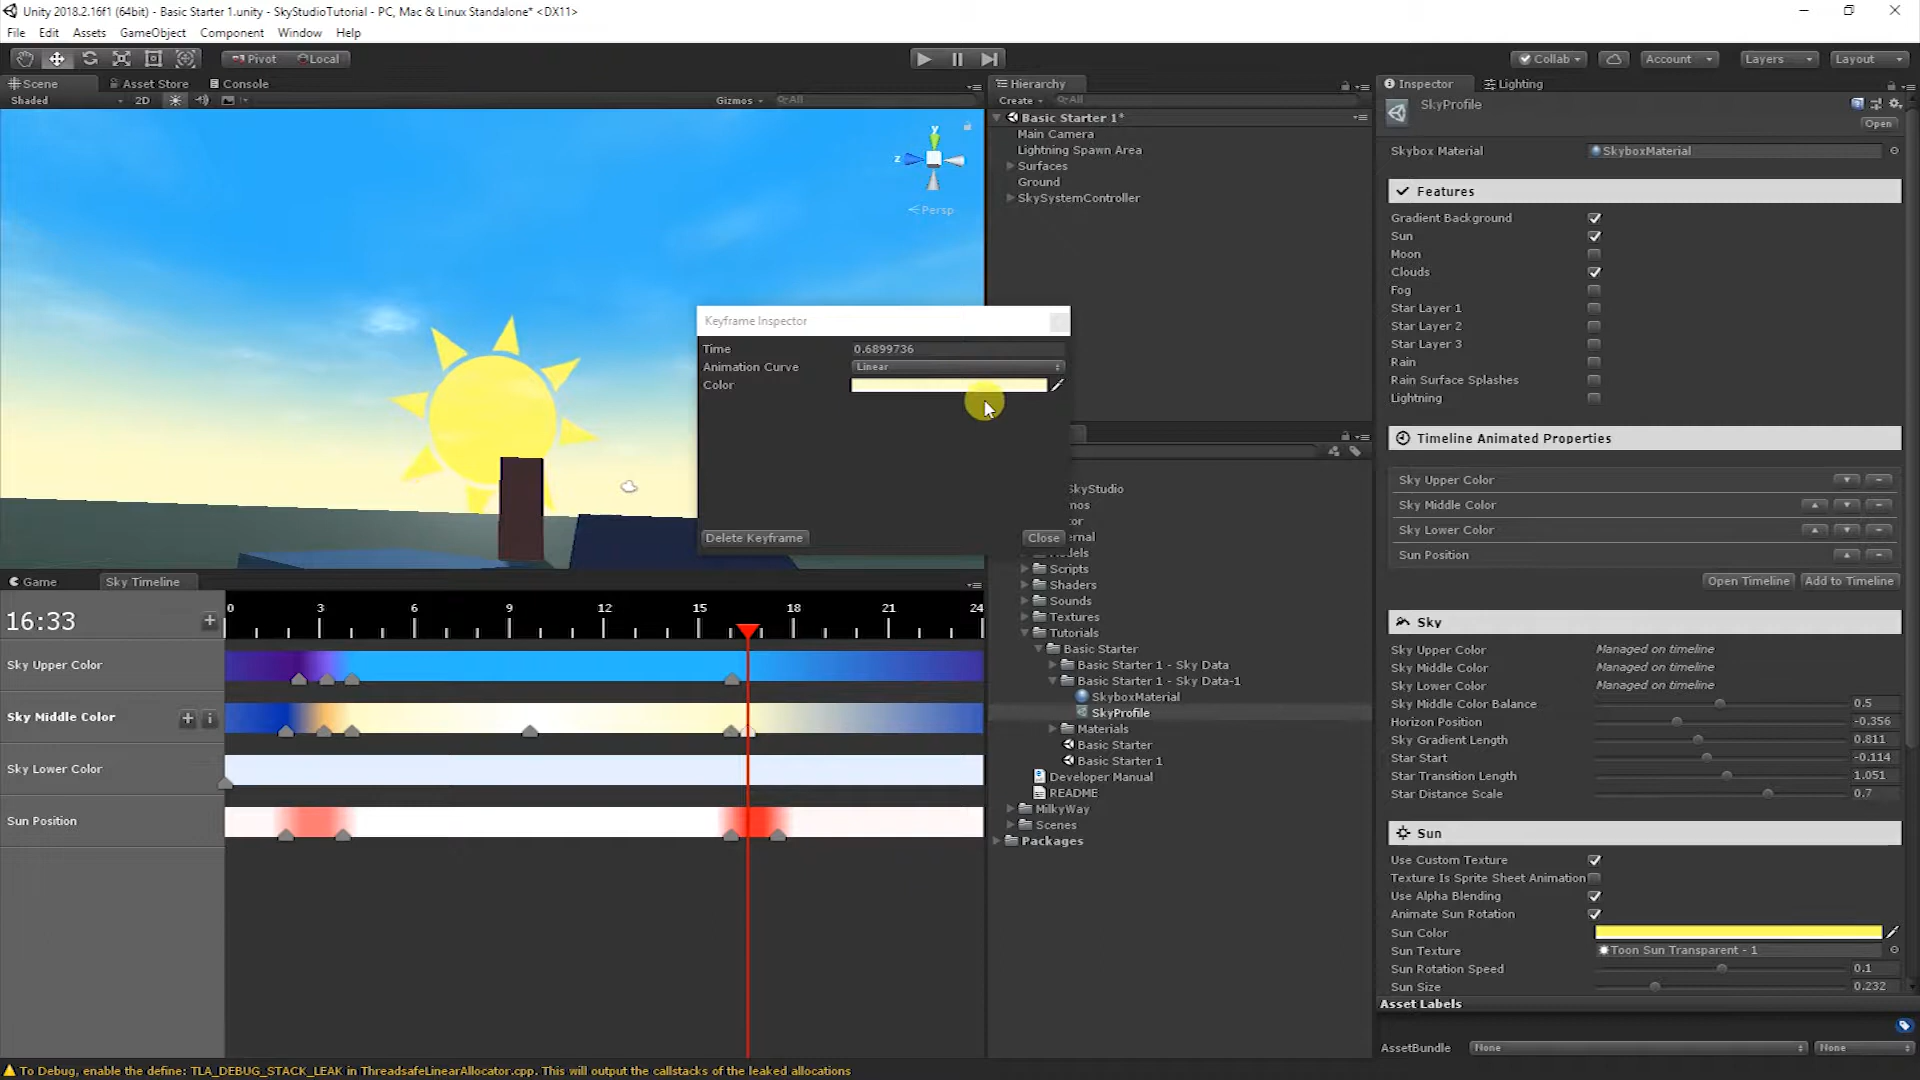 Unity 2018.2.16f1 (64bit) - Basic Starter 1.unity - SkyStudioTutorial - PC, Mac & Linux Standalone* <DX11>
File Edit Assets GameObject Component Window Help
Pivot Local Collab Account Layers Layout
Scene Asset Store Console
Shaded 2D Gizmos All
y
z
Persp
Hierarchy
Create All
Basic Starter 1*
Main Camera
Lightning Spawn Area
Surfaces
Ground
SkySystemController
Keyframe Inspector
Time 0.6899736
Animation Curve Linear
Color
Delete Keyframe Close
SkyStudio
mos
tor
ernal
Models
Scripts
Shaders
Sounds
Textures
Tutorials
Basic Starter
Basic Starter 1 - Sky Data
Basic Starter 1 - Sky Data-1
SkyboxMaterial
SkyProfile
Materials
Basic Starter
Basic Starter 1
Developer Manual
README
MilkyWay
Scenes
Packages
Game Sky Timeline
16:33
0 3 6 9 12 15 18 21 24
Sky Upper Color
Sky Middle Color
Sky Lower Color
Sun Position
Inspector Lighting
SkyProfile
Open
Skybox Material SkyboxMaterial
Features
Gradient Background
Sun
Moon
Clouds
Fog
Star Layer 1
Star Layer 2
Star Layer 3
Rain
Rain Surface Splashes
Lightning
Timeline Animated Properties
Sky Upper Color
Sky Middle Color
Sky Lower Color
Sun Position
Open Timeline Add to Timeline
Sky
Sky Upper Color Managed on timeline
Sky Middle Color Managed on timeline
Sky Lower Color Managed on timeline
Sky Middle Color Balance 0.5
Horizon Position -0.356
Sky Gradient Length 0.811
Star Start -0.114
Star Transition Length 1.051
Star Distance Scale 0.7
Sun
Use Custom Texture
Texture Is Sprite Sheet Animation
Use Alpha Blending
Animate Sun Rotation
Sun Color
Sun Texture Toon Sun Transparent - 1
Sun Rotation Speed 0.1
Sun Size 0.232
Asset Labels
AssetBundle None None
To Debug, enable the define: TLA_DEBUG_STACK_LEAK in ThreadsafeLinearAllocator.cpp. This will output the callstacks of the leaked allocations